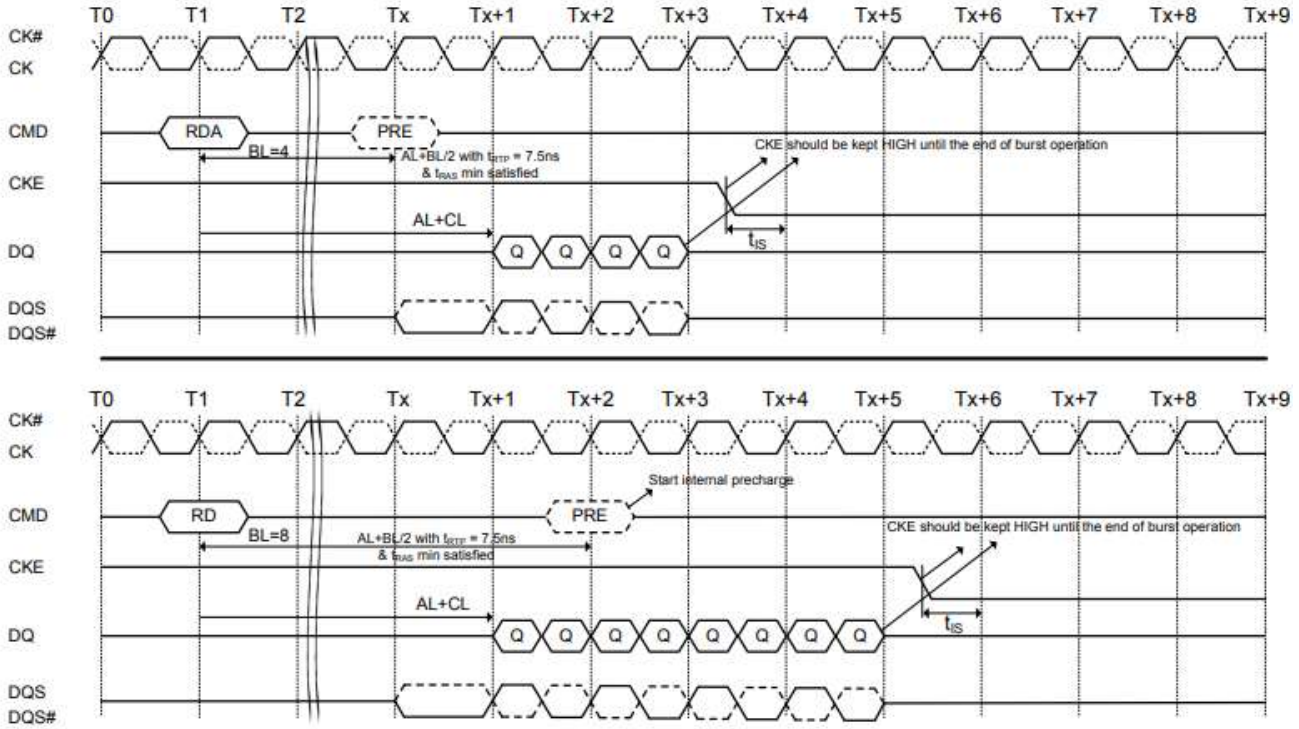 T0 T1 T2 Tx Tx+1 Tx+2 Tx+3 Tx+4 Tx+5 Tx+6 Tx+7 Tx+8 Tx+9
CK#
CK
CMD RDA PRE
BL=4 AL+BL/2 with tRTP = 7.5ns
& tRAS min satisfied
CKE should be kept HIGH until the end of burst operation
CKE
AL+CL
tIS
DQ Q Q Q Q
DQS
DQS#
T0 T1 T2 Tx Tx+1 Tx+2 Tx+3 Tx+4 Tx+5 Tx+6 Tx+7 Tx+8 Tx+9
CK#
CK
Start internal precharge
CMD RD PRE
CKE should be kept HIGH until the end of burst operation
BL=8 AL+BL/2 with tRTP = 7.5ns
& tRAS min satisfied
CKE
AL+CL
tIS
DQ Q Q Q Q Q Q Q Q
DQS
DQS#